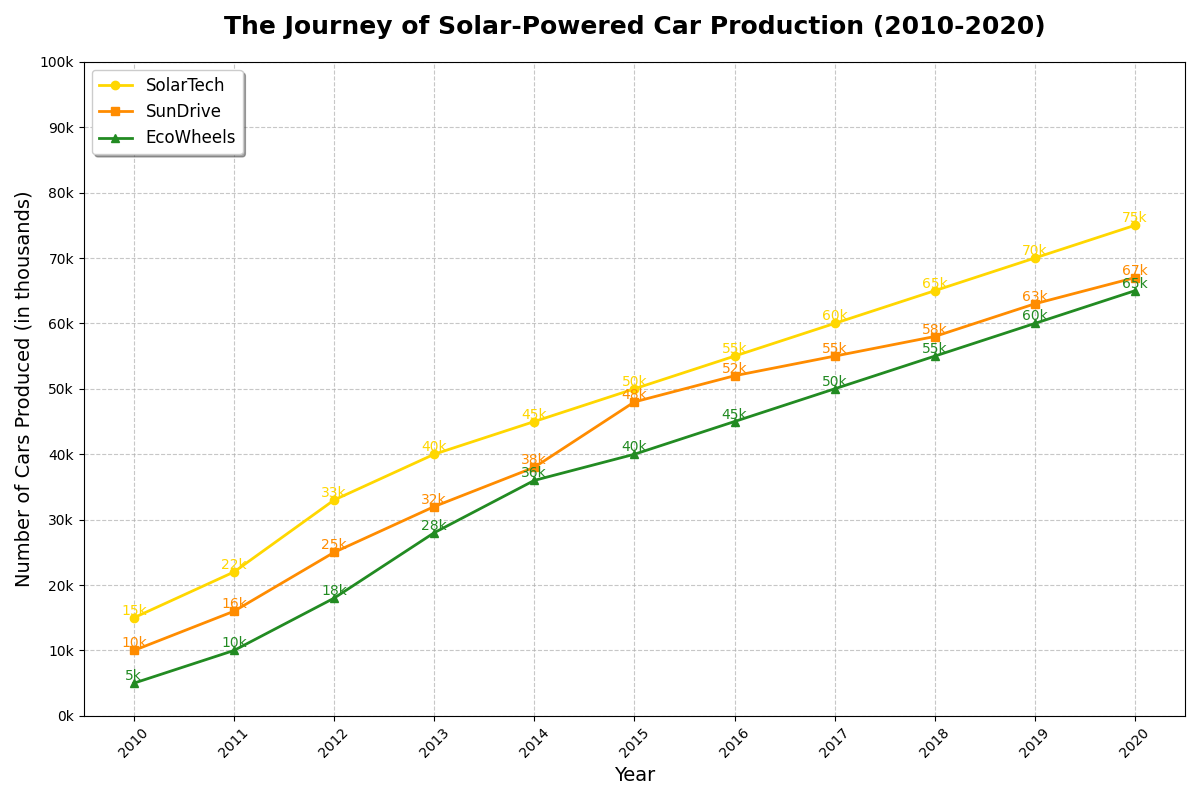 The Journey of Solar-Powered Car Production (2010-2020)
100k
90k
80k
70k
60k
50k
40k
30k
20k
10k
0k
Number of Cars Produced (in thousands)
SolarTech
SunDrive
EcoWheels
15k
22k
33k
40k
45k
50k
55k
60k
65k
70k
75k
10k
16k
25k
32k
38k
48k
52k
55k
58k
63k
67k
5k
10k
18k
28k
36k
40k
45k
50k
55k
60k
65k
2010
2011
2012
2013
2014
2015
2016
2017
2018
2019
2020
Year